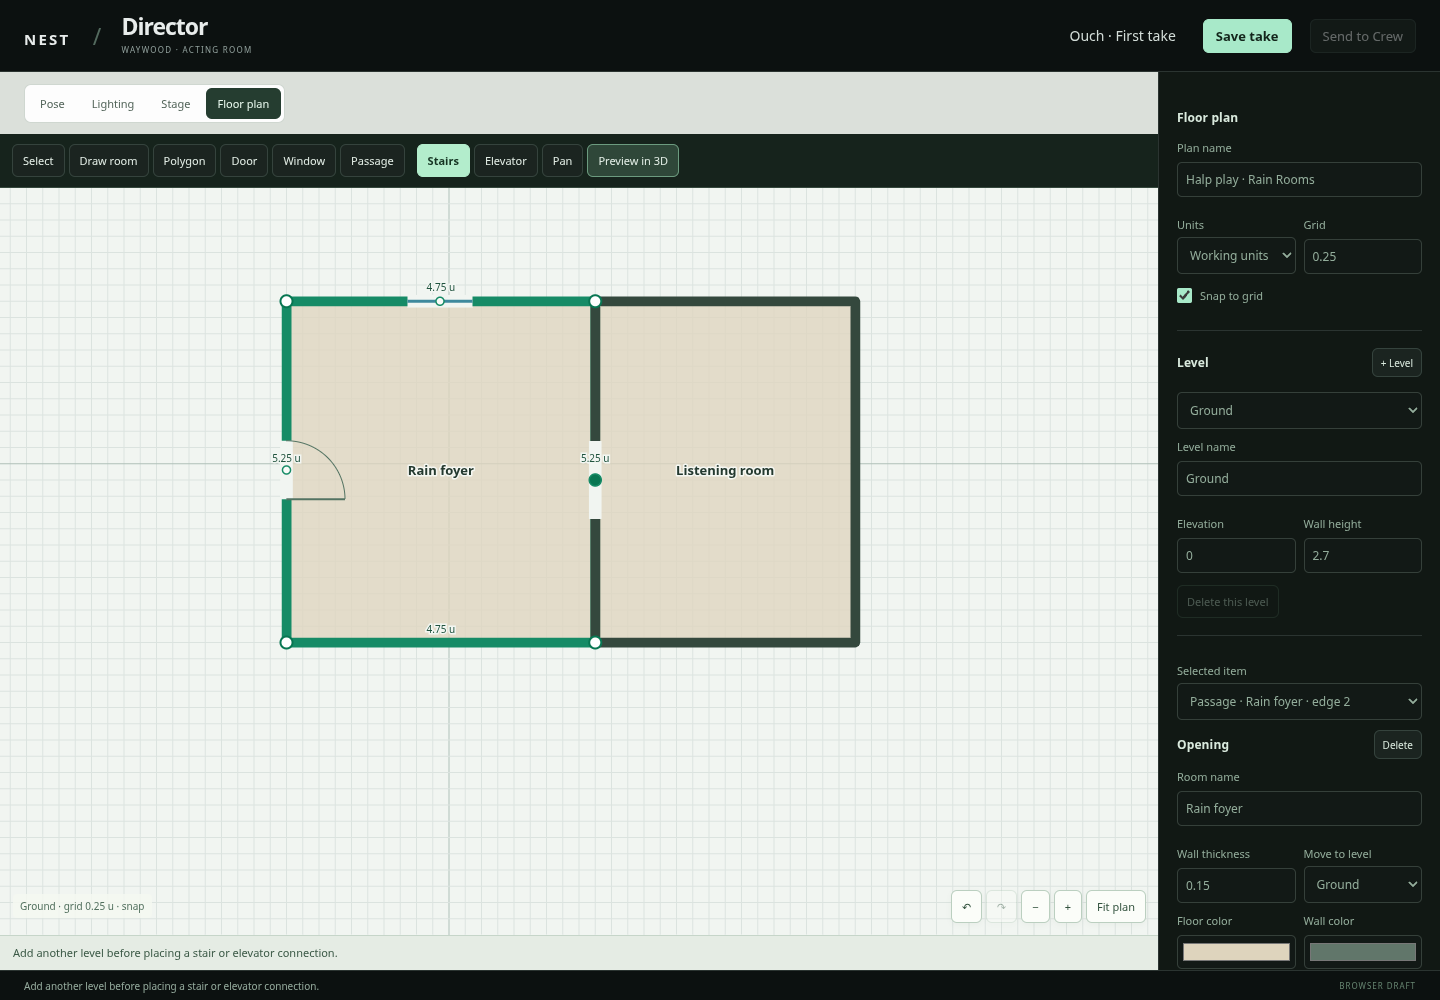 NEST / Director
WAYWOOD · ACTING ROOM
Ouch · First take
Save take
Send to Crew
Pose
Lighting
Stage
Floor plan
Select
Draw room
Polygon
Door
Window
Passage
Stairs
Elevator
Pan
Preview in 3D
4.75 u
5.25 u
Rain foyer
5.25 u
Listening room
4.75 u
Ground · grid 0.25 u · snap
↶
↷
−
+
Fit plan
Add another level before placing a stair or elevator connection.
Floor plan
Plan name
Halp play · Rain Rooms
Units
Grid
Working units
0.25
Snap to grid
Level
+ Level
Ground
Level name
Ground
Elevation
Wall height
0
2.7
Delete this level
Selected item
Passage · Rain foyer · edge 2
Opening
Delete
Room name
Rain foyer
Wall thickness
Move to level
0.15
Ground
Floor color
Wall color
Add another level before placing a stair or elevator connection.
BROWSER DRAFT